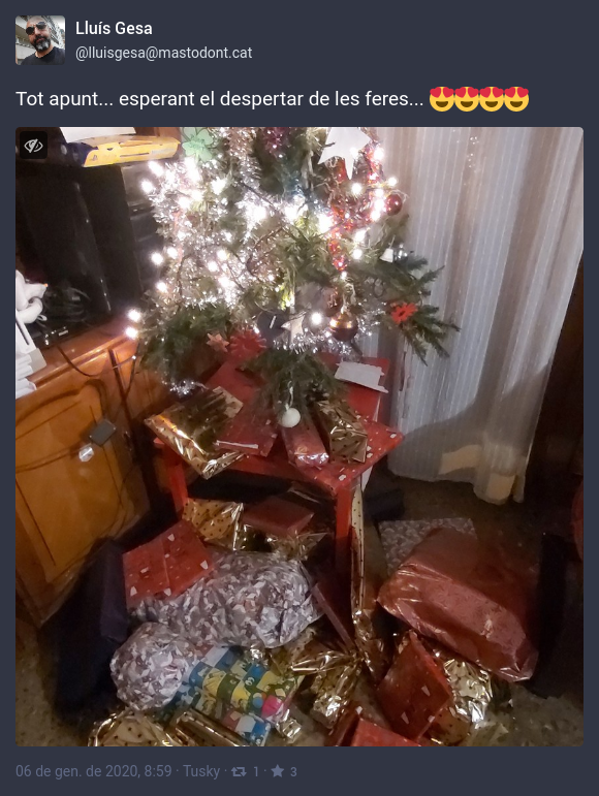 Lluís Gesa
@lluisgesa@mastodont.cat
Tot apunt... esperant el despertar de les feres... 😍😍😍😍
06 de gen. de 2020, 8:59 · Tusky · 1 · 3